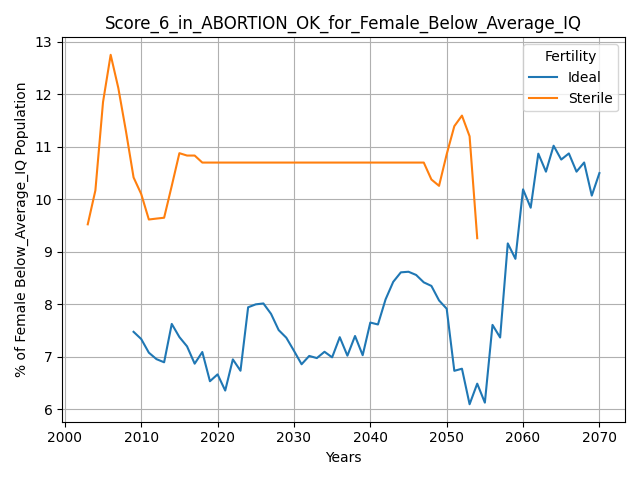 Score_6_in_ABORTION_OK_for_Female_Below_Average_IQ
% of Female Below_Average_IQ Population
13
12
11
10
9
8
7
6
Fertility
Ideal
Sterile
2000 2010 2020 2030 2040 2050 2060 2070
Years